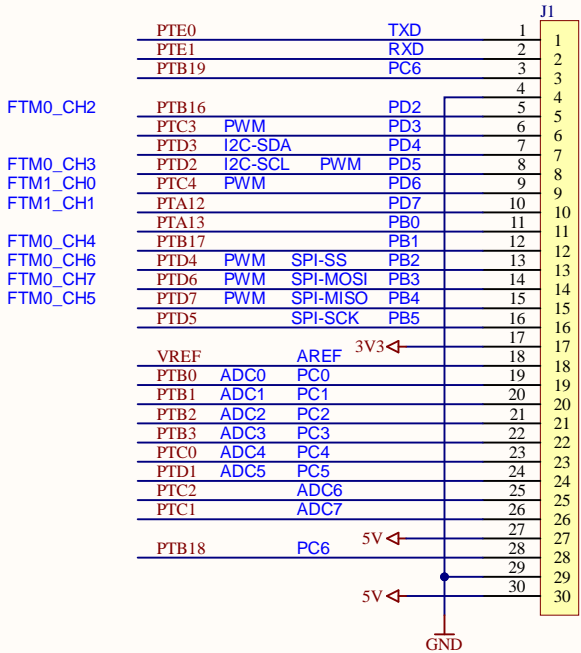 J1
PTE0 TXD 1 1
PTE1 RXD 2 2
PTB19 PC6 3 3
4 4
FTM0_CH2 PTB16 PD2 5 5
PTC3 PWM PD3 6 6
PTD3 I2C-SDA PD4 7 7
FTM0_CH3 PTD2 I2C-SCL PWM PD5 8 8
FTM1_CH0 PTC4 PWM PD6 9 9
FTM1_CH1 PTA12 PD7 10 10
PTA13 PB0 11 11
FTM0_CH4 PTB17 PB1 12 12
FTM0_CH6 PTD4 PWM SPI-SS PB2 13 13
FTM0_CH7 PTD6 PWM SPI-MOSI PB3 14 14
FTM0_CH5 PTD7 PWM SPI-MISO PB4 15 15
PTD5 SPI-SCK PB5 16 16
3V3 17 17
VREF AREF 18 18
PTB0 ADC0 PC0 19 19
PTB1 ADC1 PC1 20 20
PTB2 ADC2 PC2 21 21
PTB3 ADC3 PC3 22 22
PTC0 ADC4 PC4 23 23
PTD1 ADC5 PC5 24 24
PTC2 ADC6 25 25
PTC1 ADC7 26 26
5V 27 27
PTB18 PC6 28 28
29 29
5V 30 30
GND